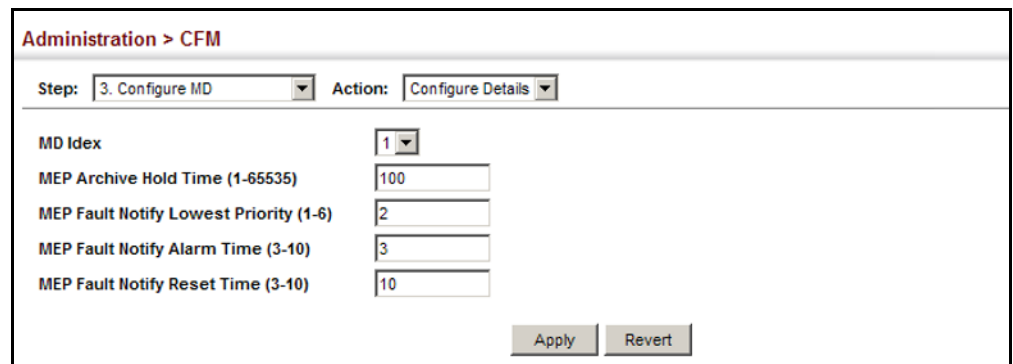 Administration > CFM
Step: 3. Configure MD Action: Configure Details
MD Idex 1
MEP Archive Hold Time (1-65535) 100
MEP Fault Notify Lowest Priority (1-6) 2
MEP Fault Notify Alarm Time (3-10) 3
MEP Fault Notify Reset Time (3-10) 10
Apply Revert